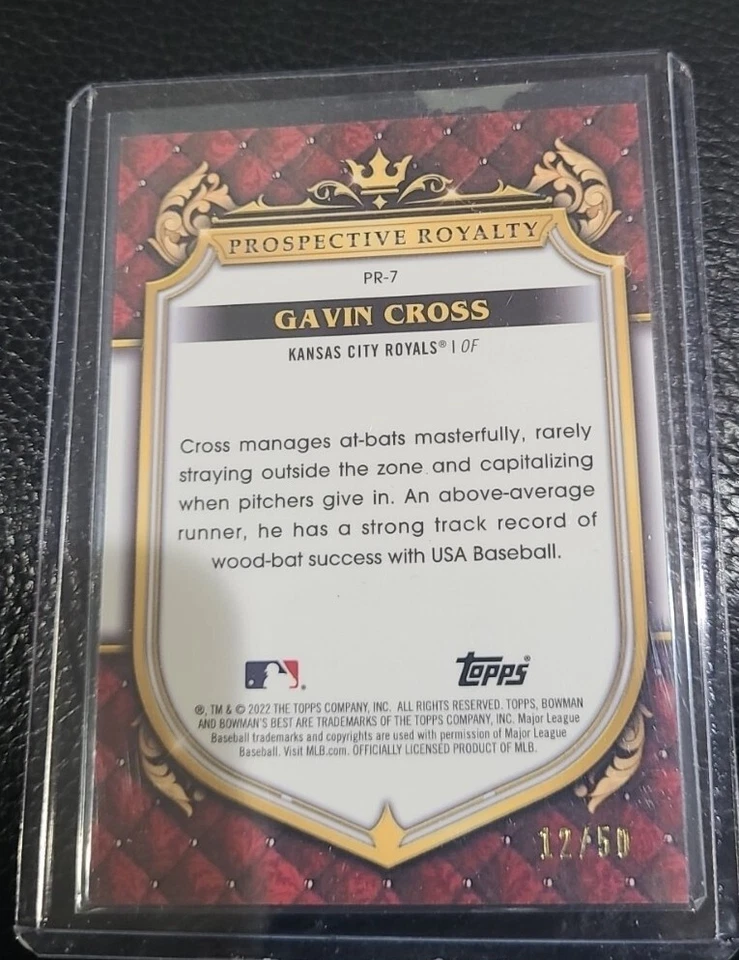 PROSPECTIVE ROYALTY
PR-7
GAVIN CROSS
KANSAS CITY ROYALS® | OF
Cross manages at-bats masterfully, rarely
straying outside the zone and capitalizing
when pitchers give in. An above-average
runner, he has a strong track record of
wood-bat success with USA Baseball.
topps®
®, TM & © 2022 THE TOPPS COMPANY, INC. ALL RIGHTS RESERVED. TOPPS, BOWMAN
AND BOWMAN'S BEST ARE TRADEMARKS OF THE TOPPS COMPANY, INC. Major League
Baseball trademarks and copyrights are used with permission of Major League
Baseball. Visit MLB.com. OFFICIALLY LICENSED PRODUCT OF MLB.
12/50